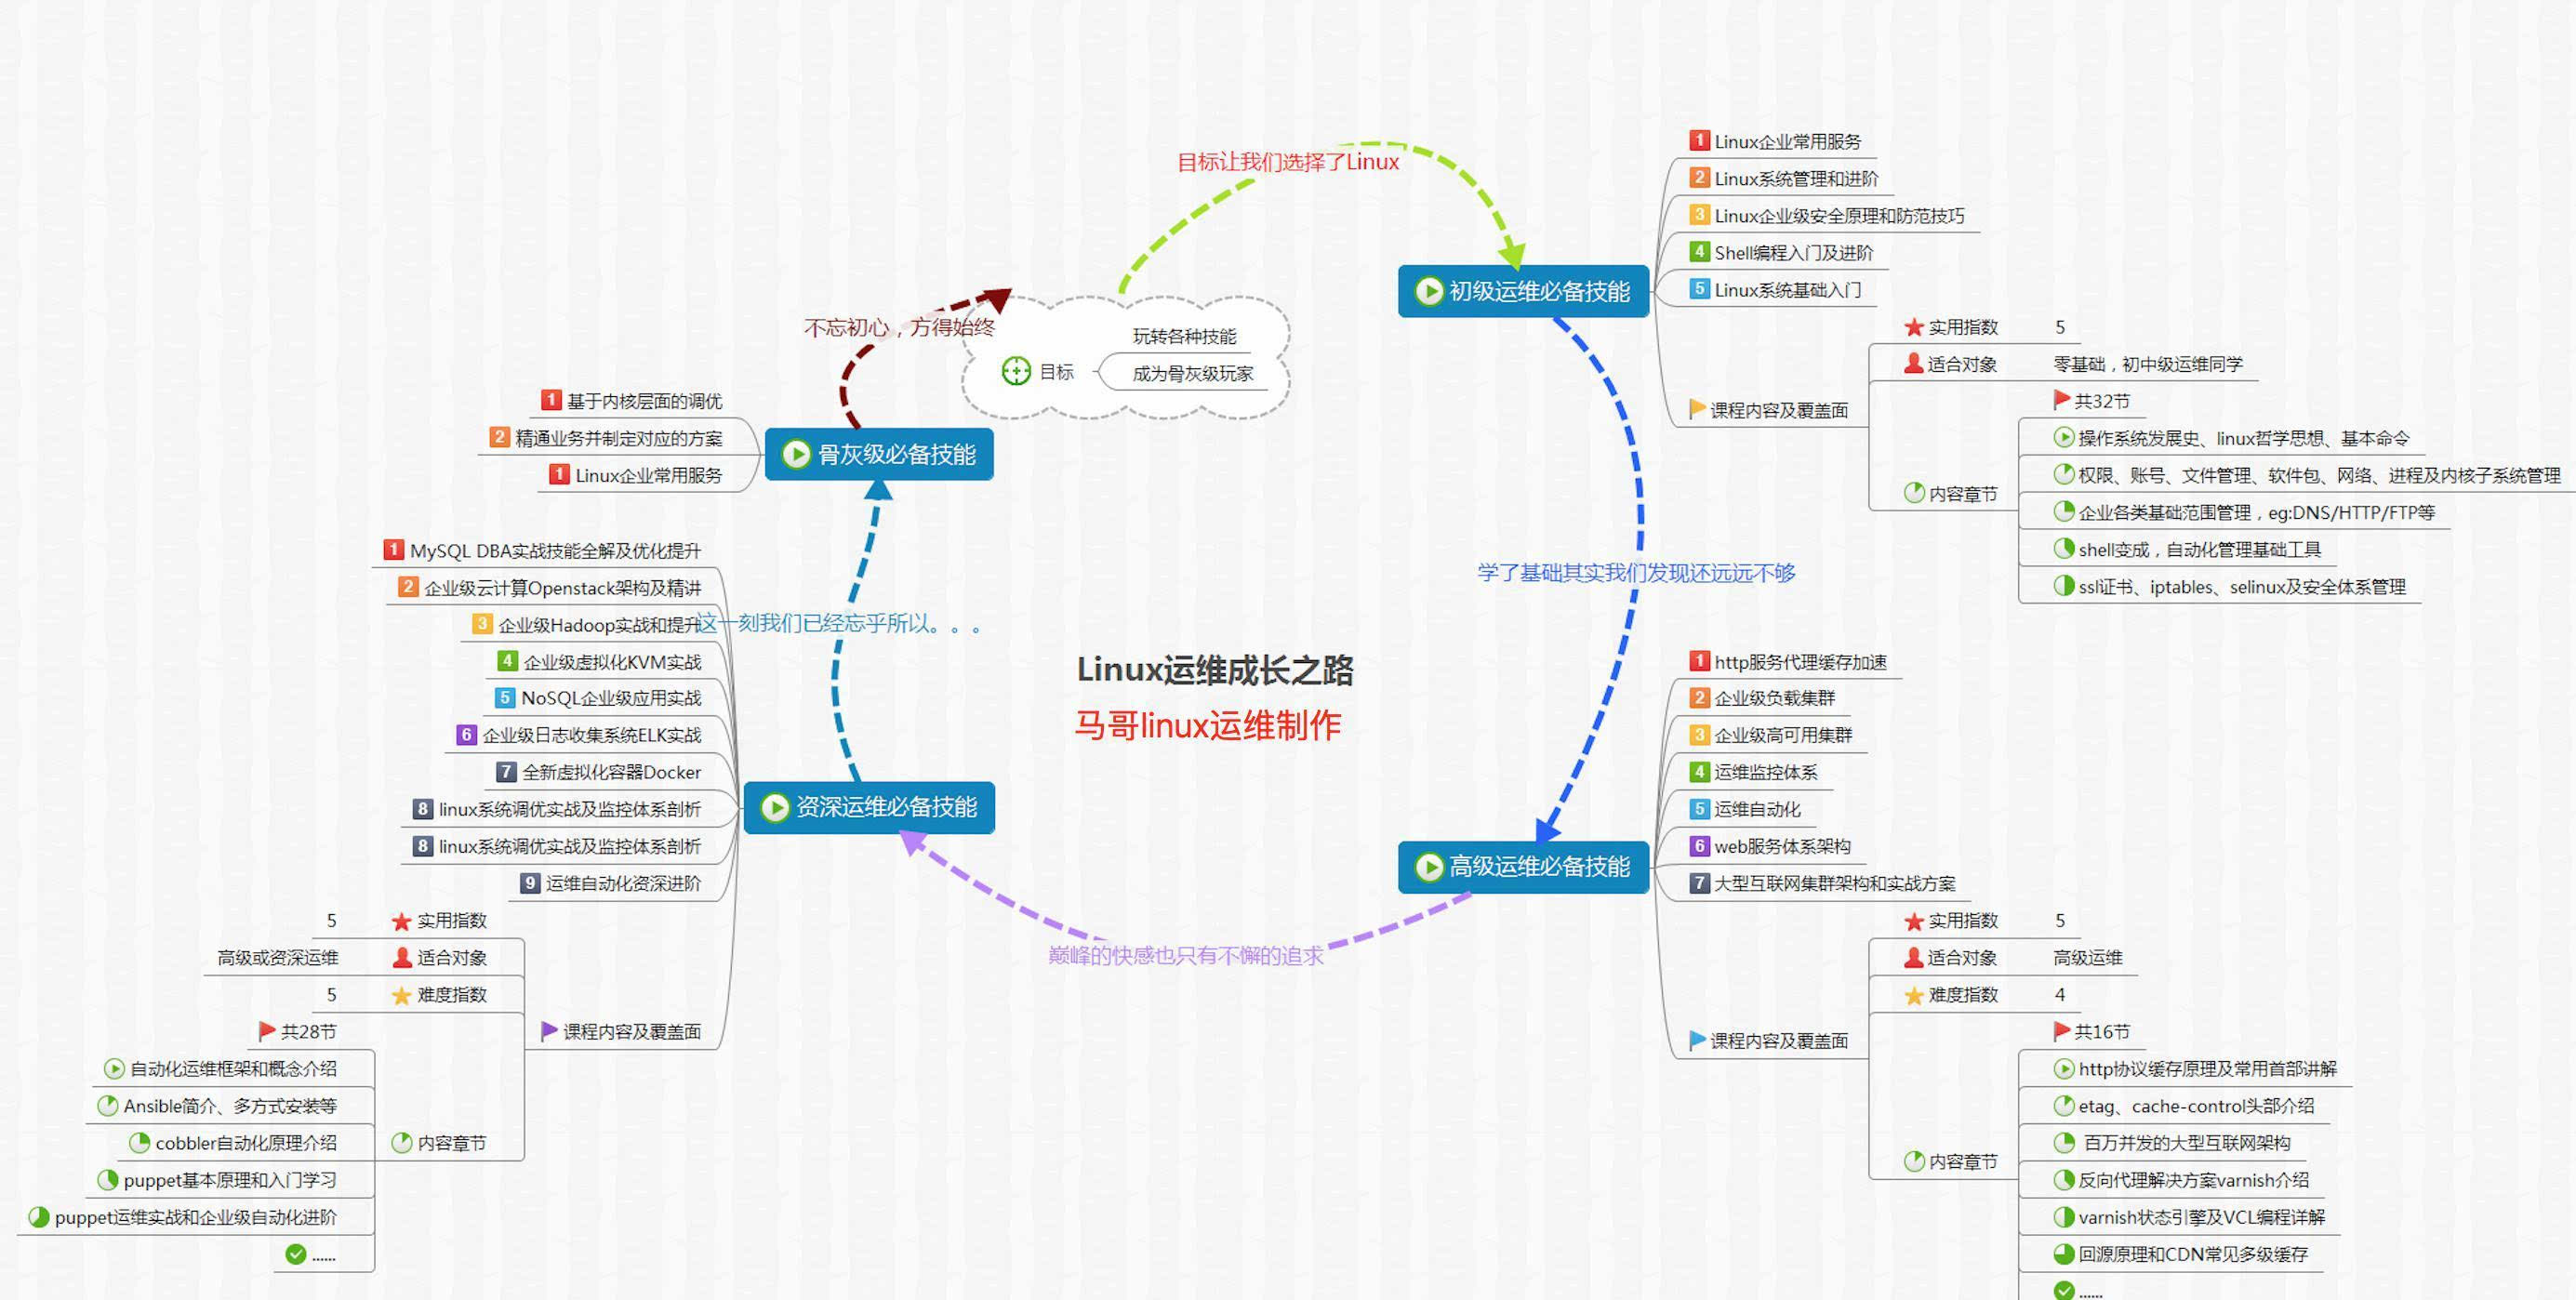 Linux运维成长之路
马哥linux运维制作
目标
玩转各种技能
成为骨灰级玩家
目标让我们选择了Linux
初级运维必备技能
1 Linux企业常用服务
2 Linux系统管理和进阶
3 Linux企业级安全原理和防范技巧
4 Shell编程入门及进阶
5 Linux系统基础入门
课程内容及覆盖面
实用指数 5
适合对象 零基础，初中级运维同学
内容章节
共32节
操作系统发展史、linux哲学思想、基本命令
权限、账号、文件管理、软件包、网络、进程及内核子系统管理
企业各类基础范围管理，eg:DNS/HTTP/FTP等
shell变成，自动化管理基础工具
ssl证书、iptables、selinux及安全体系管理
学了基础其实我们发现还远远不够
高级运维必备技能
1 http服务代理缓存加速
2 企业级负载集群
3 企业级高可用集群
4 运维监控体系
5 运维自动化
6 web服务体系架构
7 大型互联网集群架构和实战方案
课程内容及覆盖面
实用指数 5
适合对象 高级运维
难度指数 4
内容章节
共16节
http协议缓存原理及常用首部讲解
etag、cache-control头部介绍
百万并发的大型互联网架构
反向代理解决方案varnish介绍
varnish状态引擎及VCL编程详解
回源原理和CDN常见多级缓存
......
巅峰的快感也只有不懈的追求
资深运维必备技能
1 MySQL DBA实战技能全解及优化提升
2 企业级云计算Openstack架构及精讲
3 企业级Hadoop实战和提升
4 企业级虚拟化KVM实战
5 NoSQL企业级应用实战
6 企业级日志收集系统ELK实战
7 全新虚拟化容器Docker
8 linux系统调优实战及监控体系剖析
8 linux系统调优实战及监控体系剖析
9 运维自动化资深进阶
课程内容及覆盖面
5 实用指数
高级或资深运维 适合对象
5 难度指数
内容章节
共28节
自动化运维框架和概念介绍
Ansible简介、多方式安装等
cobbler自动化原理介绍
puppet基本原理和入门学习
puppet运维实战和企业级自动化进阶
......
这一刻我们已经忘乎所以。。。
骨灰级必备技能
1 基于内核层面的调优
2 精通业务并制定对应的方案
1 Linux企业常用服务
不忘初心，方得始终